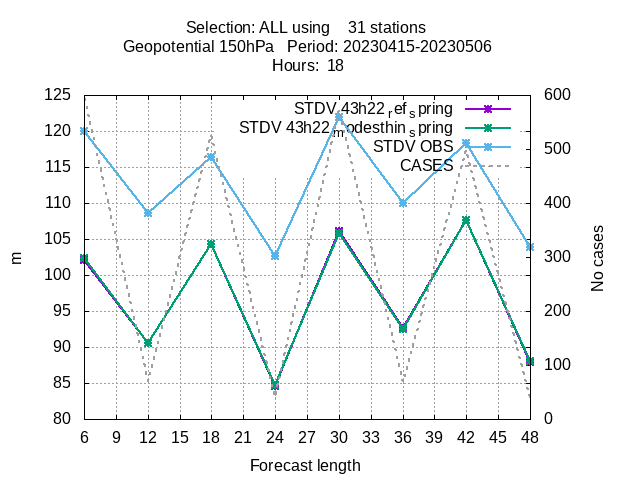 Selection: ALL using 31 stations
Geopotential 150hPa Period: 20230415-20230506
Hours: 18
STDV 43h22_ref_spring
STDV 43h22_modesthin_spring
STDV OBS
CASES
125
120
115
110
105
100
95
90
85
80
600
500
400
300
200
100
0
m
No cases
6 9 12 15 18 21 24 27 30 33 36 39 42 45 48
Forecast length